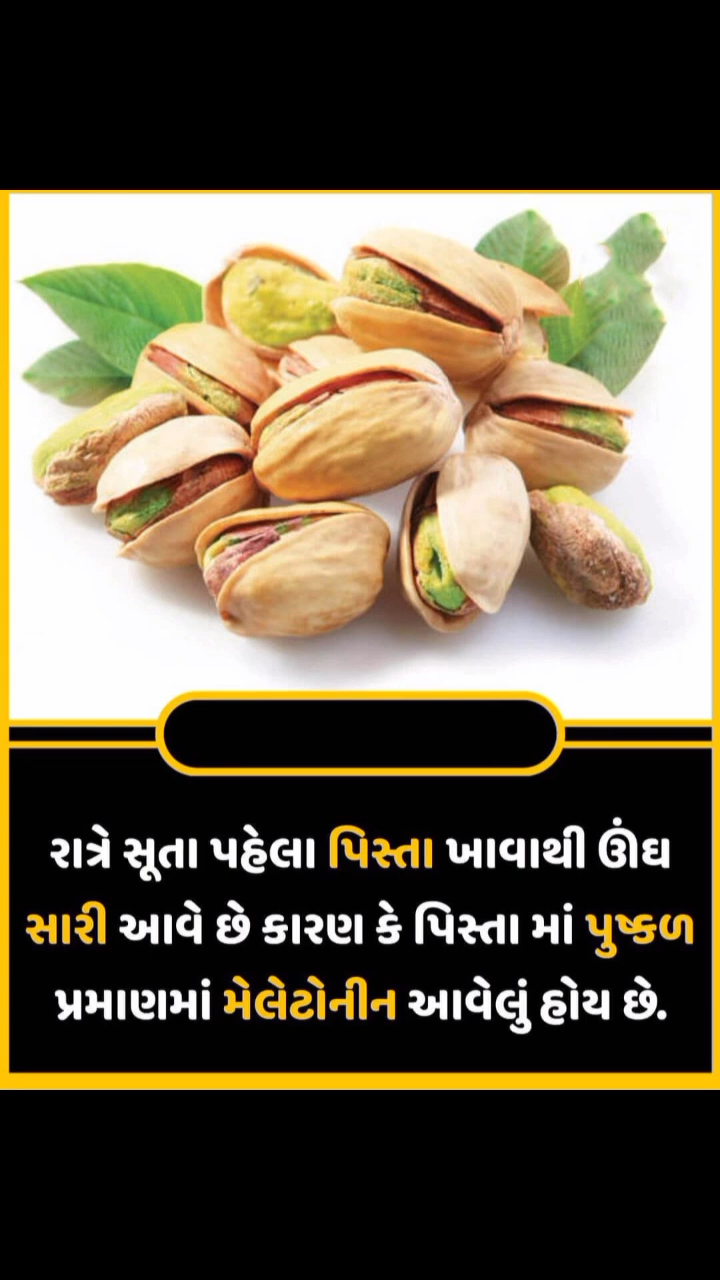 રાત્રે સૂતા પહેલા પિસ્તા ખાવાથી ઊંઘ
સારી આવે છે કારણ કે પિસ્તા માં પુષ્કળ
પ્રમાણમાં મેલેટોનીન આવેલું હોય છે.